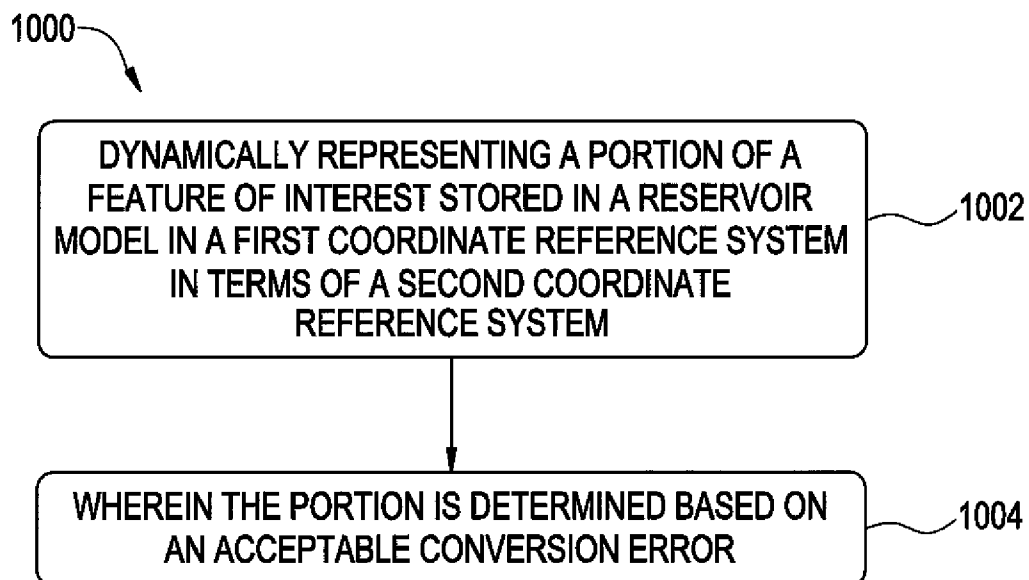 1000
DYNAMICALLY REPRESENTING A PORTION OF A
FEATURE OF INTEREST STORED IN A RESERVOIR
MODEL IN A FIRST COORDINATE REFERENCE SYSTEM
IN TERMS OF A SECOND COORDINATE
REFERENCE SYSTEM
1002
WHEREIN THE PORTION IS DETERMINED BASED ON
AN ACCEPTABLE CONVERSION ERROR
1004